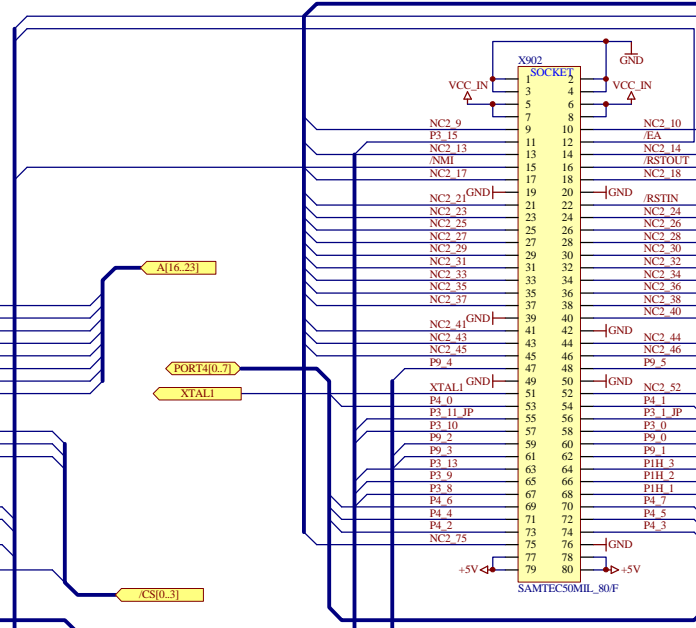 X902 GND
SOCKET
1 2
VCC_IN 3 4 VCC_IN
5 6
7 8
NC2_9 9 10 NC2_10
P3_15 11 12 /EA
NC2_13 13 14 NC2_14
/NMI 15 16 /RSTOUT
NC2_17 17 18 NC2_18
GND 19 20 GND
NC2_21 21 22 /RSTIN
NC2_23 23 24 NC2_24
NC2_25 25 26 NC2_26
NC2_27 27 28 NC2_28
NC2_29 29 30 NC2_30
A[16..23] NC2_31 31 32 NC2_32
NC2_33 33 34 NC2_34
NC2_35 35 36 NC2_36
NC2_37 37 38 NC2_38
GND 39 40 NC2_40
NC2_41 41 42 GND
NC2_43 43 44 NC2_44
NC2_45 45 46 NC2_46
PORT4[0..7] P9_4 47 48 P9_5
GND 49 50 GND
XTAL1 XTAL1 51 52 NC2_52
P4_0 53 54 P4_1
P3_11_JP 55 56 P3_1_JP
P3_10 57 58 P3_0
P9_2 59 60 P9_0
P9_3 61 62 P9_1
P3_13 63 64 P1H_3
P3_9 65 66 P1H_2
P3_8 67 68 P1H_1
P4_6 69 70 P4_7
P4_4 71 72 P4_5
P4_2 73 74 P4_3
NC2_75 75 76 GND
77 78
+5V 79 80 +5V
/CS[0..3] SAMTEC50MIL_80/F